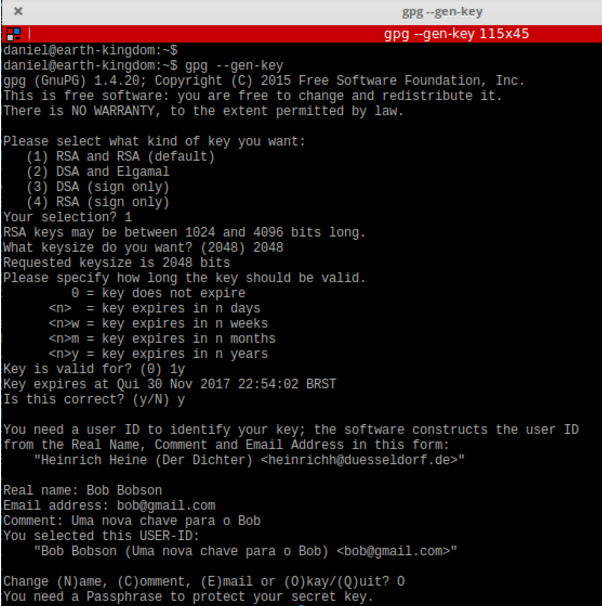 gpg --gen-key
gpg --gen-key 115x45
daniel@earth-kingdom:~$
daniel@earth-kingdom:~$ gpg --gen-key
gpg (GnuPG) 1.4.20; Copyright (C) 2015 Free Software Foundation, Inc.
This is free software: you are free to change and redistribute it.
There is NO WARRANTY, to the extent permitted by law.
Please select what kind of key you want:
(1) RSA and RSA (default)
(2) DSA and Elgamal
(3) DSA (sign only)
(4) RSA (sign only)
Your selection? 1
RSA keys may be between 1024 and 4096 bits long.
What keysize do you want? (2048) 2048
Requested keysize is 2048 bits
Please specify how long the key should be valid.
0 = key does not expire
<n>  = key expires in n days
<n>w = key expires in n weeks
<n>m = key expires in n months
<n>y = key expires in n years
Key is valid for? (0) 1y
Key expires at Qui 30 Nov 2017 22:54:02 BRST
Is this correct? (y/N) y
You need a user ID to identify your key; the software constructs the user ID
from the Real Name, Comment and Email Address in this form:
"Heinrich Heine (Der Dichter) <heinrichh@duesseldorf.de>"
Real name: Bob Bobson
Email address: bob@gmail.com
Comment: Uma nova chave para o Bob
You selected this USER-ID:
"Bob Bobson (Uma nova chave para o Bob) <bob@gmail.com>"
Change (N)ame, (C)omment, (E)mail or (O)kay/(Q)uit? O
You need a Passphrase to protect your secret key.